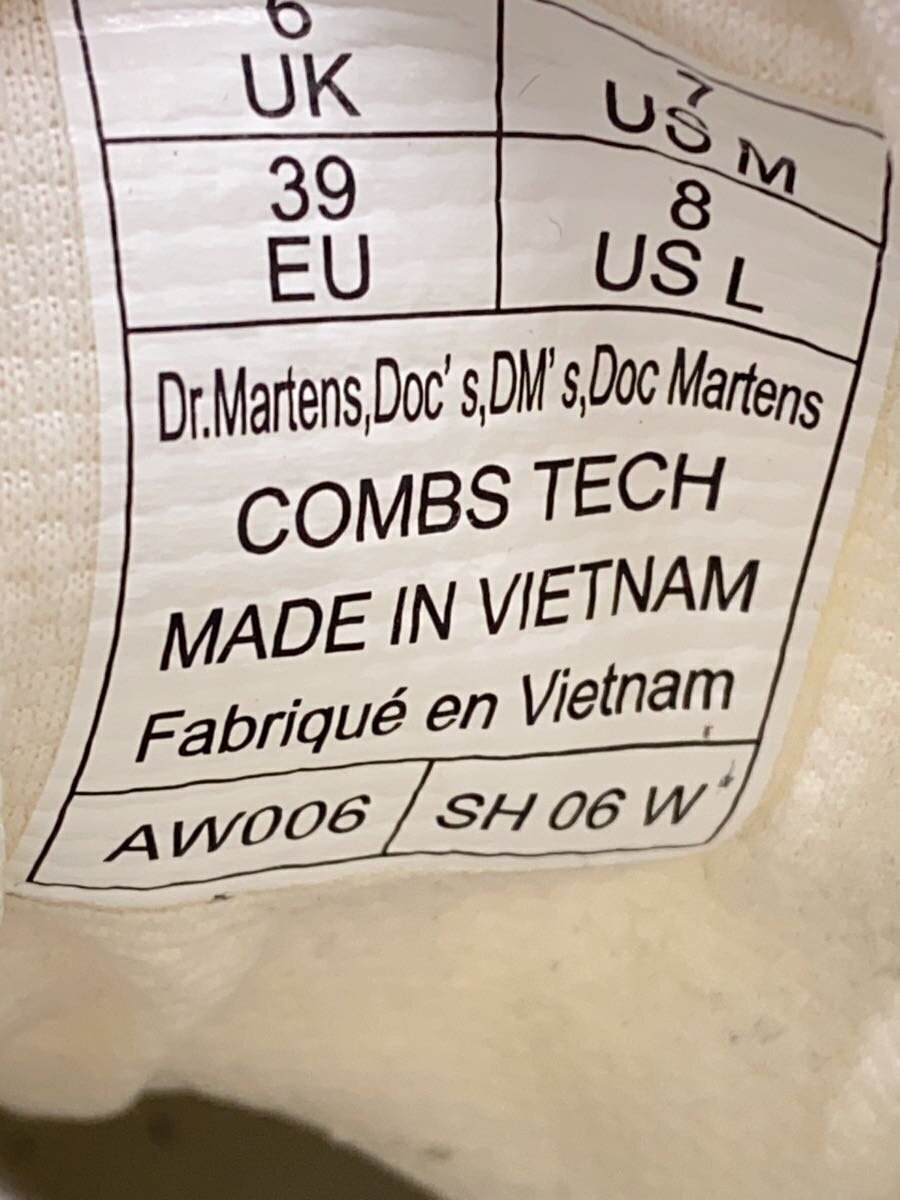 6
UK
7
US M
39
EU
8
US L
Dr.Martens,Doc's,DM's,Doc Martens
COMBS TECH
MADE IN VIETNAM
Fabriqué en Vietnam
AW006
SH 06 W